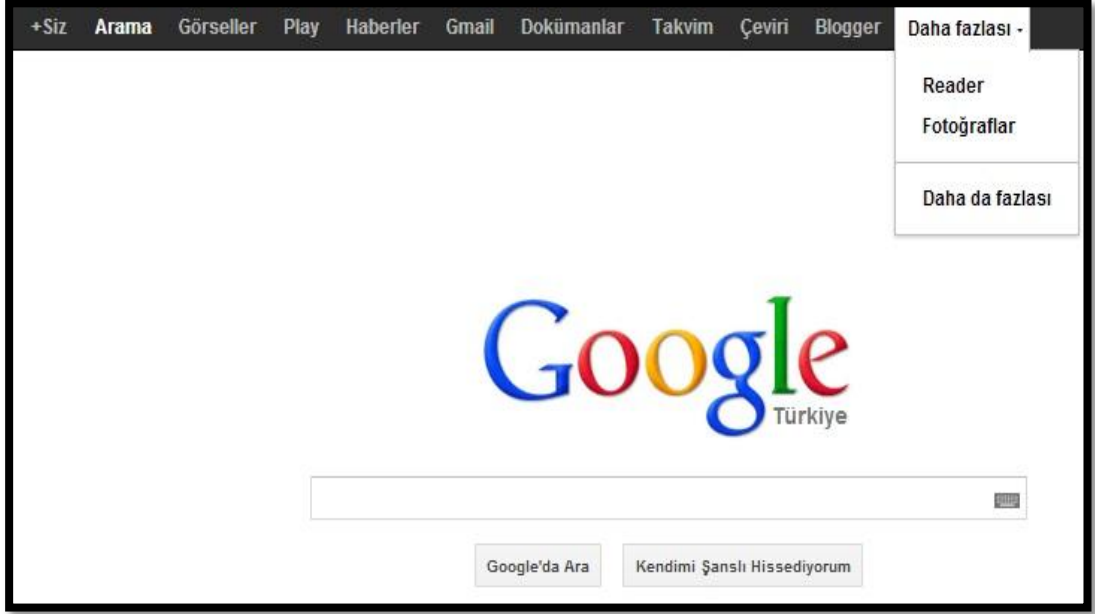 +Siz Arama Görseller Play Haberler Gmail Dokümanlar Takvim Çeviri Blogger Daha fazlası
Reader
Fotoğraflar
Daha da fazlası
Google
Türkiye
Google'da Ara Kendimi Şanslı Hissediyorum